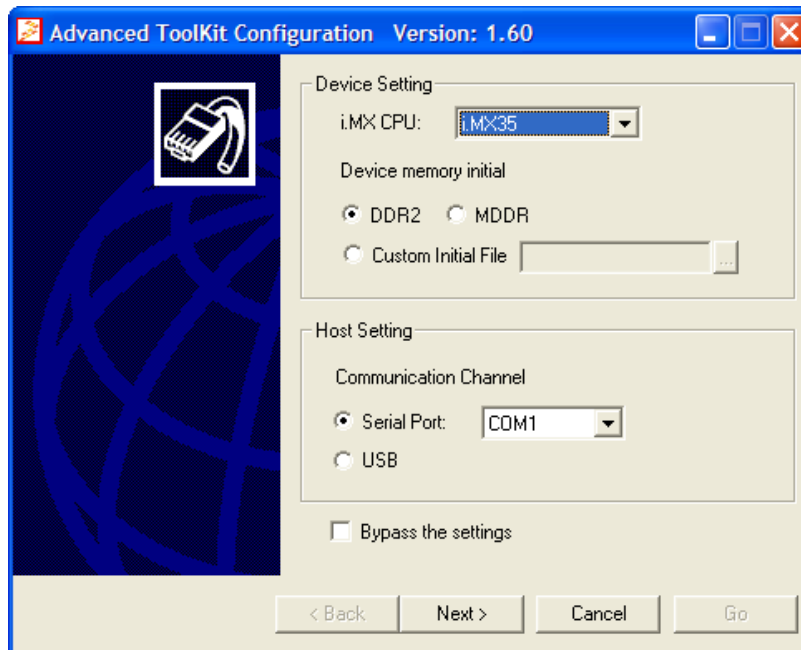 Advanced ToolKit Configuration Version: 1.60
Device Setting
i.MX CPU: i.MX35
Device memory initial
DDR2 MDDR
Custom Initial File ...
Host Setting
Communication Channel
Serial Port: COM1
USB
Bypass the settings
< Back Next > Cancel Go